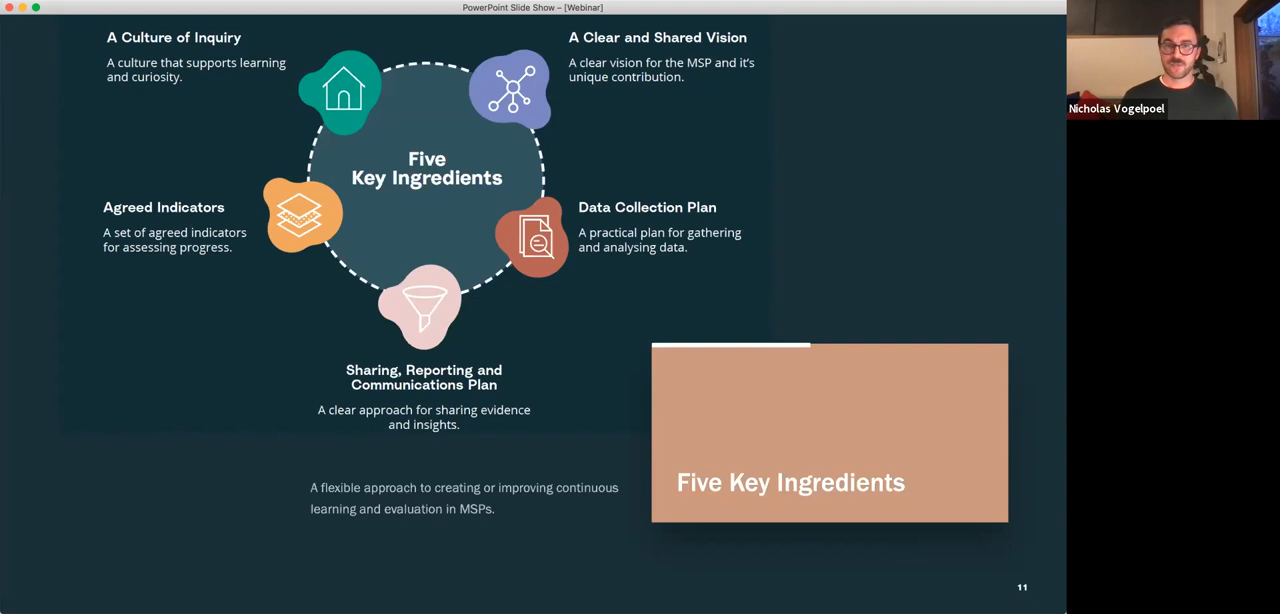 PowerPoint Slide Show – [Webinar]
A Culture of Inquiry
A culture that supports learning
and curiosity.
A Clear and Shared Vision
A clear vision for the MSP and it's
unique contribution.
Five
Key Ingredients
Agreed Indicators
A set of agreed indicators
for assessing progress.
Data Collection Plan
A practical plan for gathering
and analysing data.
Sharing, Reporting and
Communications Plan
A clear approach for sharing evidence
and insights.
A flexible approach to creating or improving continuous
learning and evaluation in MSPs.
Five Key Ingredients
11
Nicholas Vogelpoel